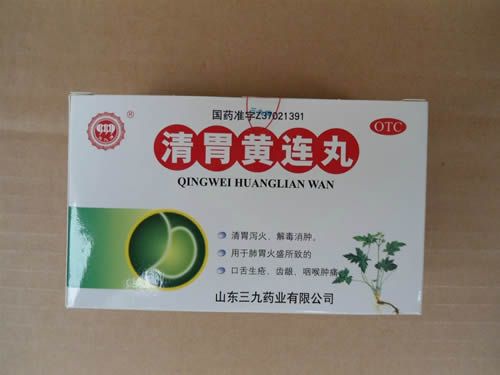 国药准字Z37021391
OTC
清胃黄连丸
QINGWEI HUANGLIAN WAN
清胃泻火、解毒消肿。
用于肺胃火盛所致的
口舌生疮、齿龈、咽喉肿痛
山东三九药业有限公司